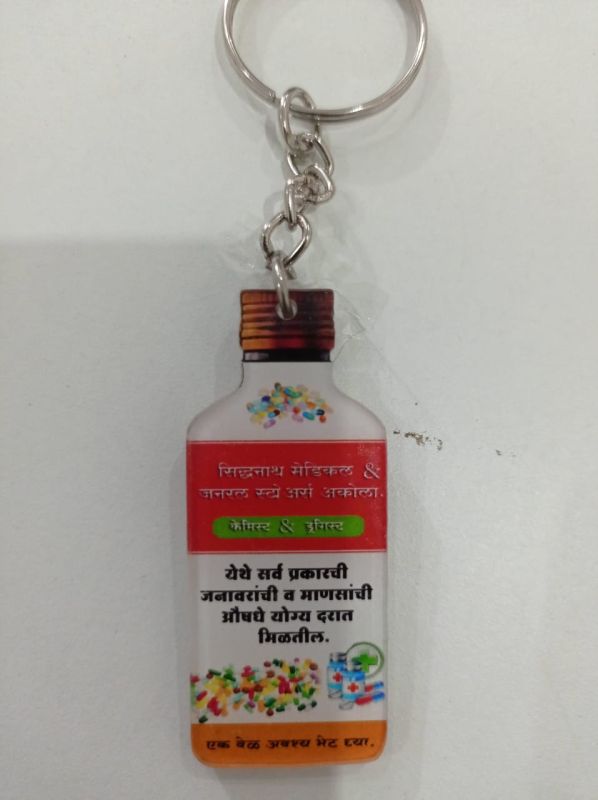 सिद्धनाथ मेडिकल &
जनरल स्टोअर्स अकोला.
केमिस्ट & ड्रगिस्ट
येथे सर्व प्रकारची
जनावरांची व माणसांची
औषधे योग्य दरात
मिळतील.
एक वेळ अवश्य भेट घ्या.